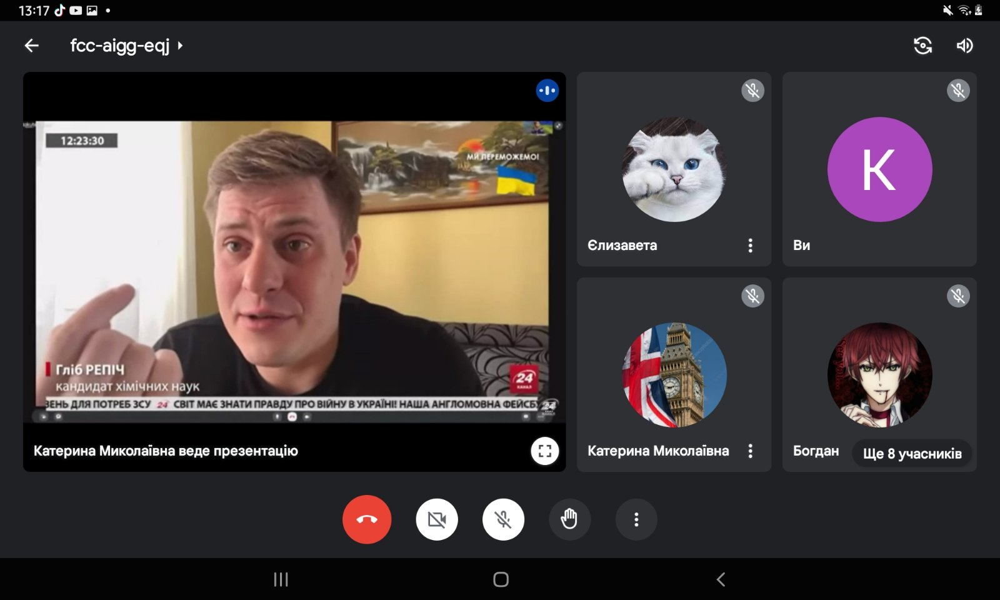 13:17
fcc-aigg-eqj
12:23:30
МИ ПЕРЕМОЖЕМО!
Гліб РЕПІЧ
кандидат хімічних наук
24
КАНАЛ
ЗЕНЬ ДЛЯ ПОТРЕБ ЗСУ 24 СВІТ МАЄ ЗНАТИ ПРАВДУ ПРО ВІЙНУ В УКРАЇНІ! НАША АНГЛОМОВНА ФЕЙСБ
Катерина Миколаївна веде презентацію
Єлизавета
K
Ви
Катерина Миколаївна
Богдан
Ще 8 учасників